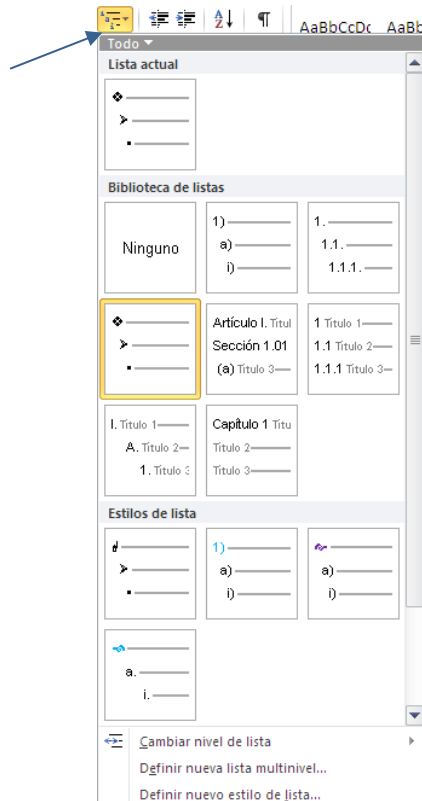 AaBbCcDc AaBb
Todo
Lista actual
Biblioteca de listas
Ninguno
1)
a)
i)
1.
1.1.
1.1.1.
Artículo I. Títul
Sección 1.01
(a) Título 3
1 Título 1
1.1 Título 2
1.1.1 Título 3
I. Título 1
A. Título 2
1. Título 3
Capítulo 1 Títu
Título 2
Título 3
Estilos de lista
1)
a)
i)
a)
i)
a.
i.
Cambiar nivel de lista
Definir nueva lista multinivel...
Definir nuevo estilo de lista...